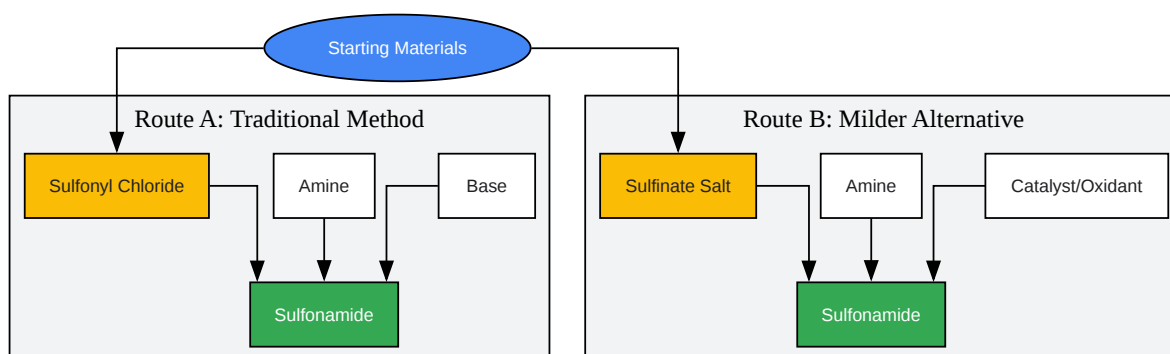 Starting Materials
Route A: Traditional Method
Sulfonyl Chloride
Amine
Base
Sulfonamide
Route B: Milder Alternative
Sulfinate Salt
Amine
Catalyst/Oxidant
Sulfonamide